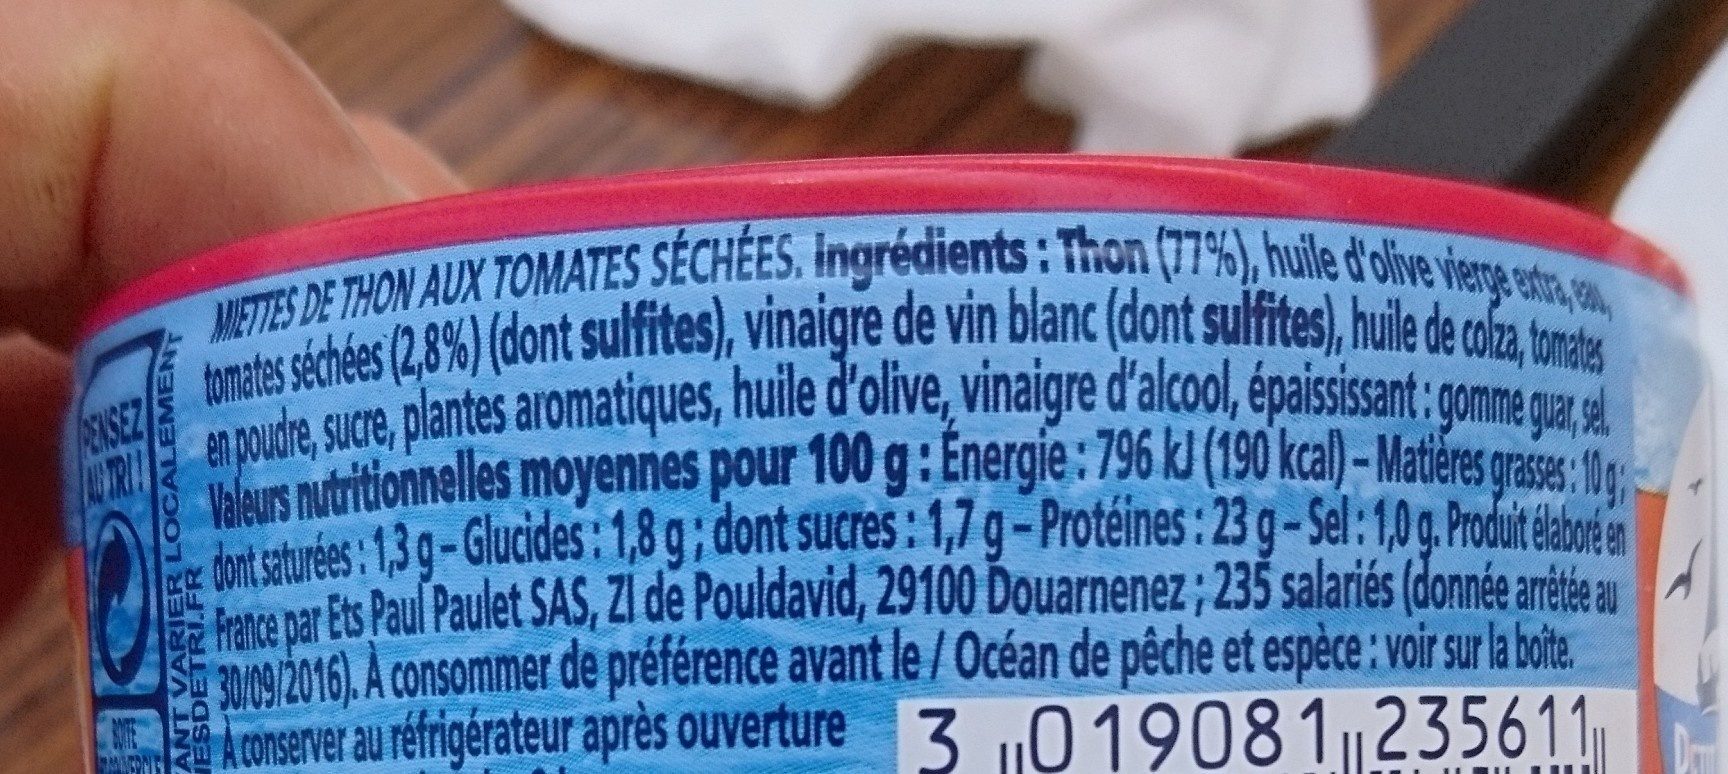 MIETTES DE THON AUX TOMATES SÉCHÉES. Ingrédients : Thon (77%), huile d'olive vierge extra, eau,
tomates séchées (2,8%) (dont sulfites), vinaigre de vin blanc (dont sulfites), huile de colza, tomates
en poudre, sucre, plantes aromatiques, huile d'olive, vinaigre d'alcool, épaississant : gomme guar, sel.
Valeurs nutritionnelles moyennes pour 100 g : Énergie : 796 kJ (190 kcal) – Matières grasses : 10 g ;
dont saturées : 1,3 g – Glucides : 1,8 g ; dont sucres : 1,7 g – Protéines : 23 g – Sel : 1,0 g. Produit élaboré en
France par Ets Paul Paulet SAS, ZI de Pouldavid, 29100 Douarnenez ; 235 salariés (donnée arrêtée au
30/09/2016). À consommer de préférence avant le / Océan de pêche et espèce : voir sur la boîte.
À conserver au réfrigérateur après ouverture
3 019081 235611
PENSEZ
AU TRI !
VARIER LOCALEMENT
BOÎTE